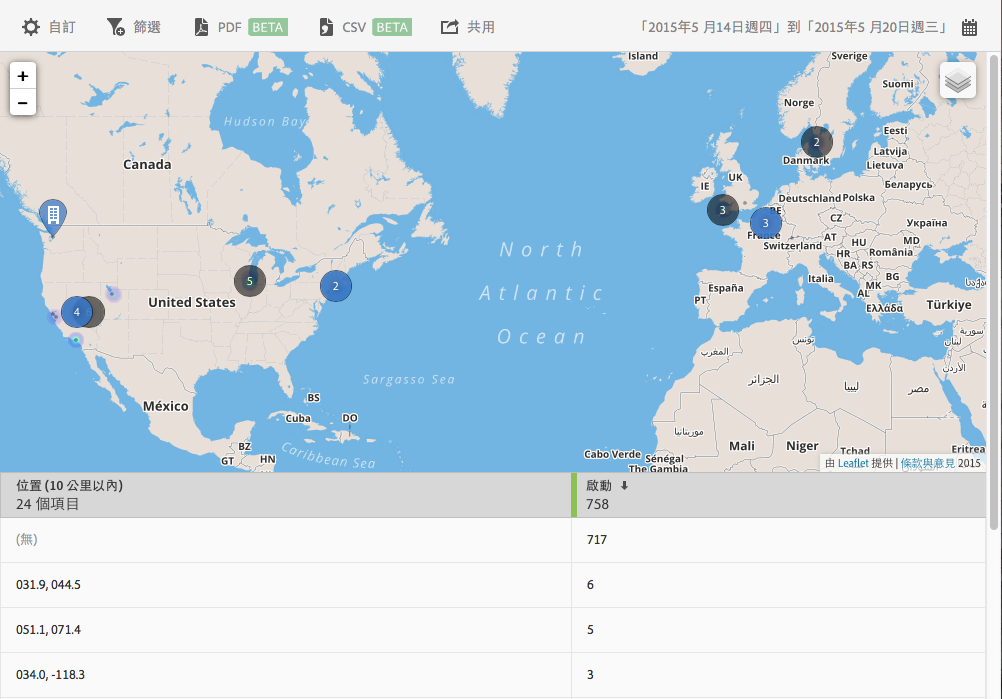 自訂 篩選 PDF BETA CSV BETA 共用 「2015年5 月14日週四」到「2015年5 月20日週三」
+
−
Island
Sverige
Suomi
Norge
Hudson Bay
Eesti
2
Latvija
Danmark
Lietuva
Canada
UK
IE
Беларусь
Deutschland Polska
3
BE
3
CZ
Україна
France
AT
HU
MD
Switzerland
North
HR
România
5
BA RS
2
Italia
BG
España
MK
Atlantic
AL
PT
United States
Türkiye
Ελλάδα
4
تونس
سورية
Ocean
لبنان
المغرب
الأردن
Sargasso Sea
الجزائر
ليبيا
مصر
BS
México
Cuba
DO
موريتانيا
BZ
Mali
Niger
Caribbean Sea
Cabo Verde
Sénégal
Tchad
Eritrea
GT
HN
The Gambia
由 Leaflet 提供 | 條款與意見 2015
位置 (10 公里以內) 啟動
24 個項目 758
(無) 717
031.9, 044.5 6
051.1, 071.4 5
034.0, -118.3 3